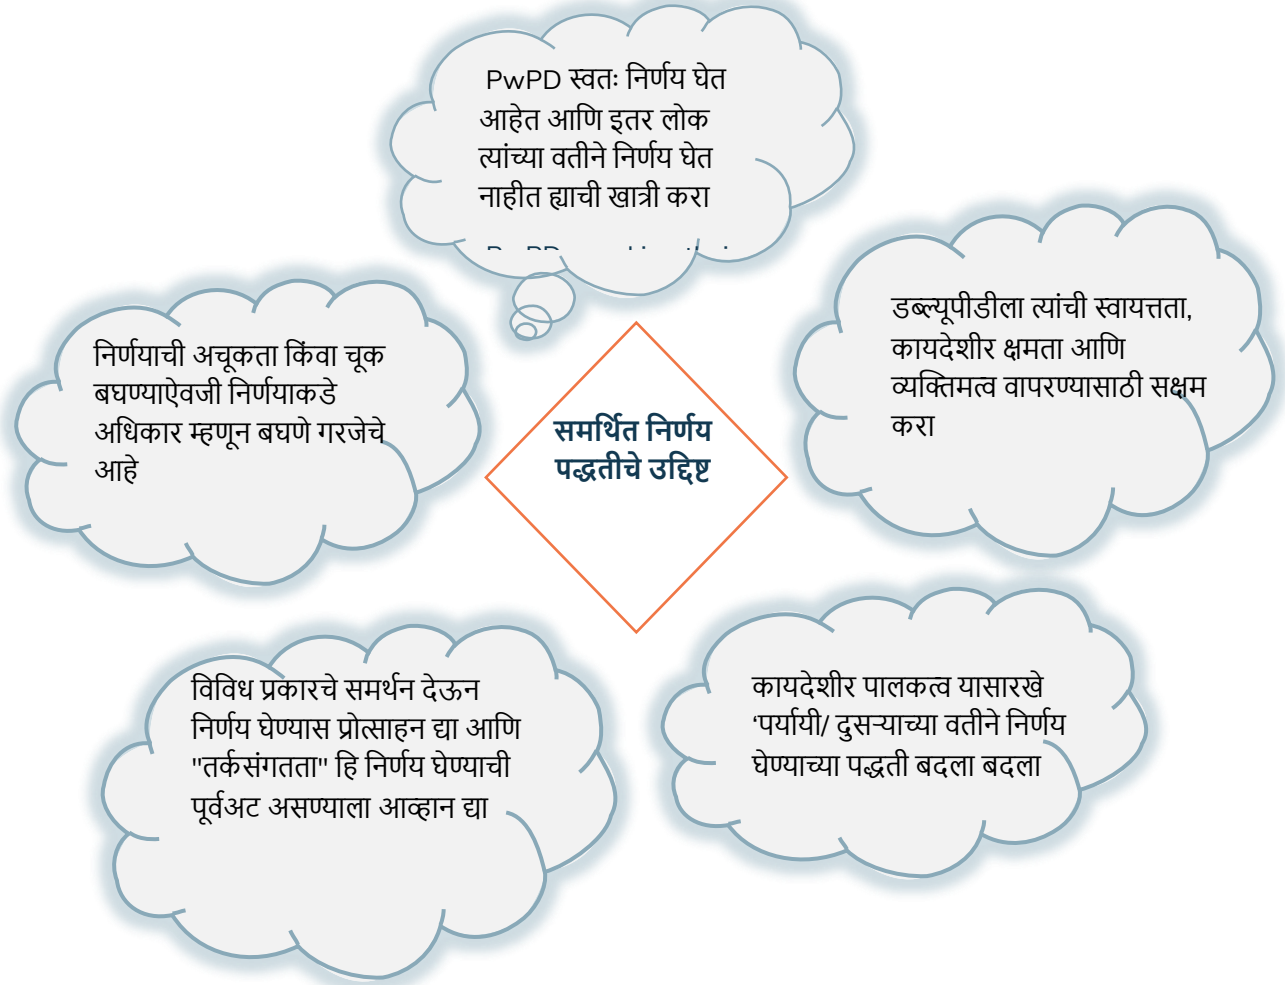 PwPD स्वतः निर्णय घेत
आहेत आणि इतर लोक
त्यांच्या वतीने निर्णय घेत
नाहीत ह्याची खात्री करा
डब्ल्यूपीडीला त्यांची स्वायत्तता,
कायदेशीर क्षमता आणि
व्यक्तिमत्व वापरण्यासाठी सक्षम
करा
निर्णयाची अचूकता किंवा चूक
बघण्याऐवजी निर्णयाकडे
अधिकार म्हणून बघणे गरजेचे
आहे
समर्थित निर्णय
पद्धतीचे उद्दिष्ट
विविध प्रकारचे समर्थन देऊन
निर्णय घेण्यास प्रोत्साहन द्या आणि
"तर्कसंगतता" हि निर्णय घेण्याची
पूर्वअट असण्याला आव्हान द्या
कायदेशीर पालकत्व यासारखे
‘पर्यायी/ दुसऱ्याच्या वतीने निर्णय
घेण्याच्या पद्धती बदला बदला